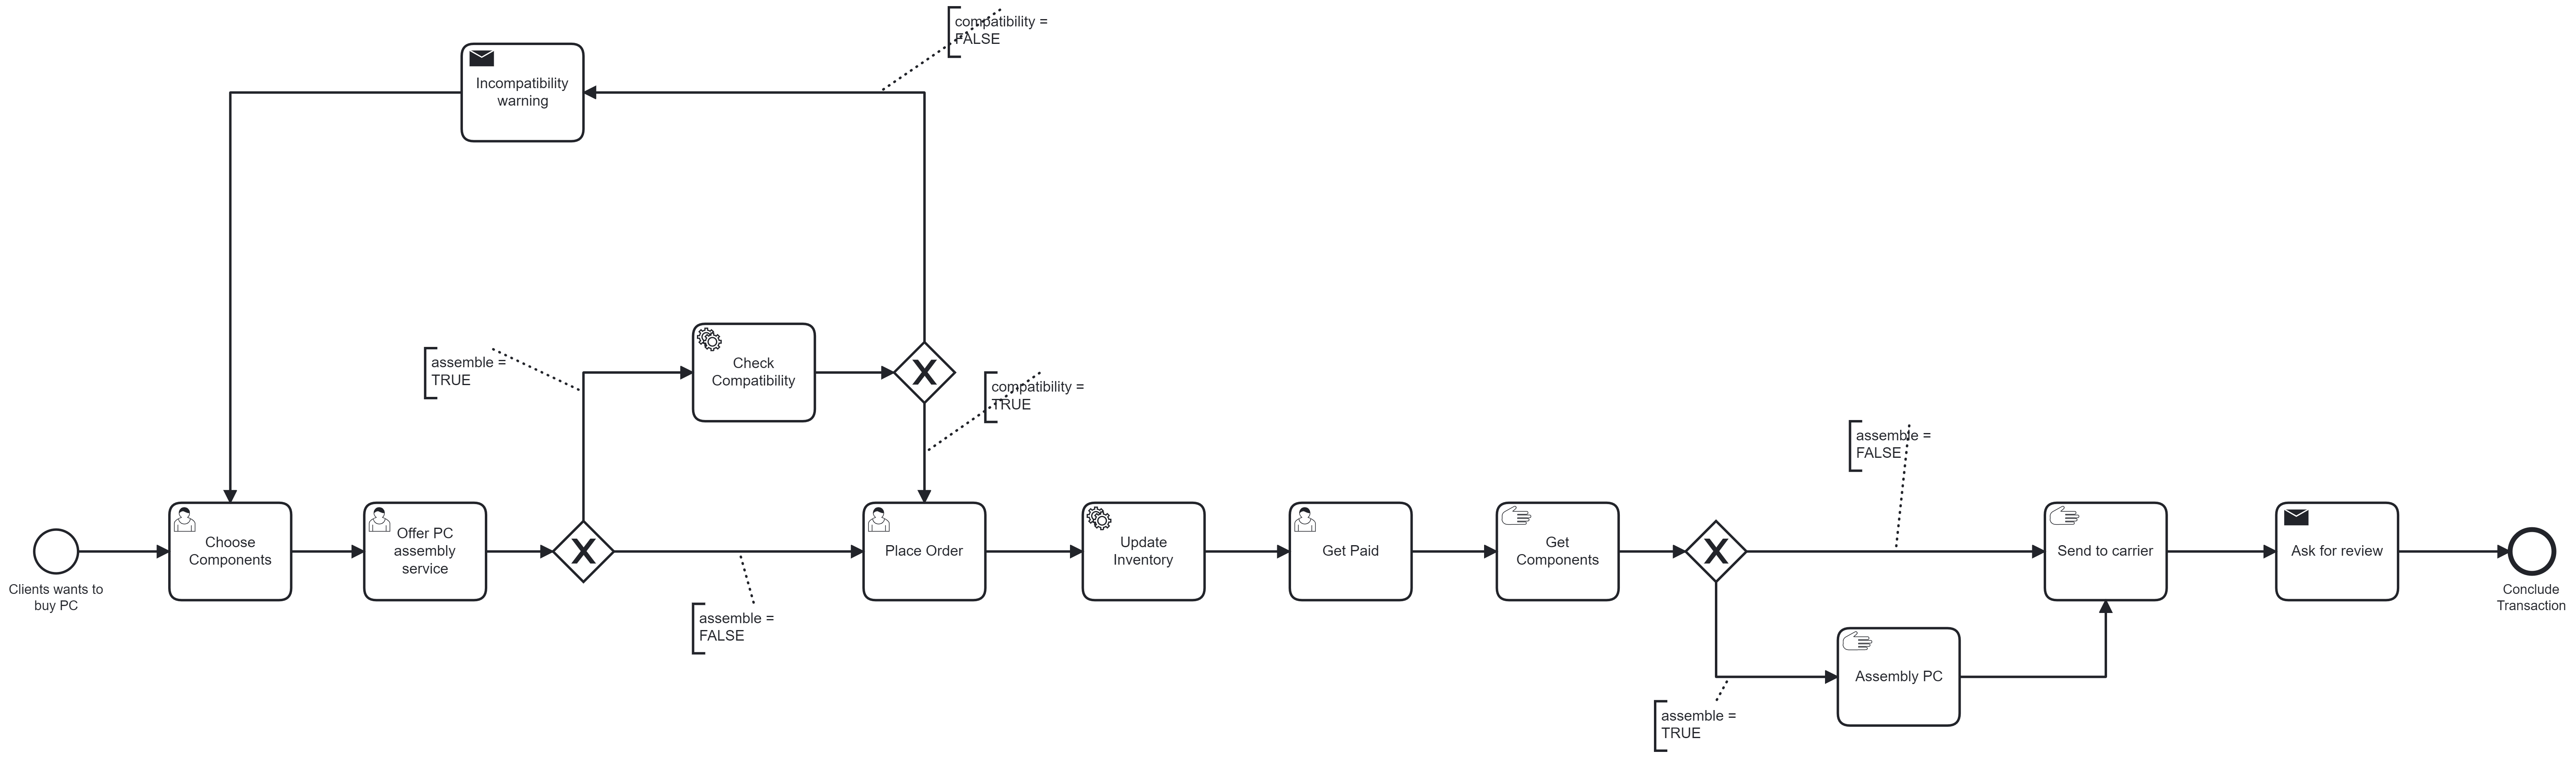 compatibility =
FALSE
Incompatibility
warning
assemble =
TRUE
Check
Compatibility
compatibility =
TRUE
assemble =
FALSE
Clients wants to
buy PC
Choose
Components
Offer PC
assembly
service
Place Order
Update
Inventory
Get Paid
Get
Components
Send to carrier
Ask for review
Conclude
Transaction
assemble =
FALSE
Assembly PC
assemble =
TRUE